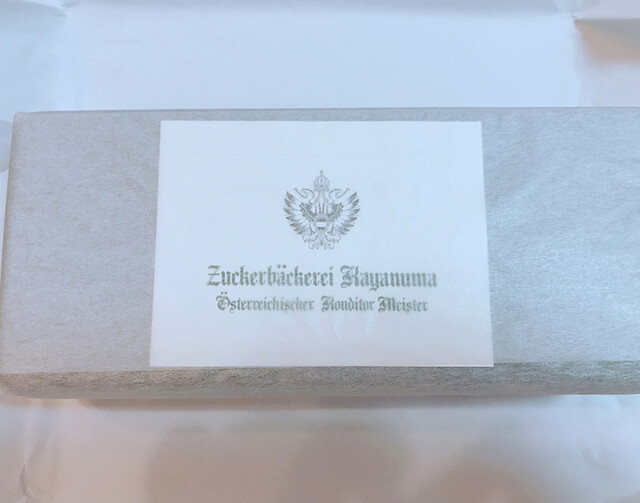 Zuckerbäckerei Kayanuma
Österreichischer Konditor Meister